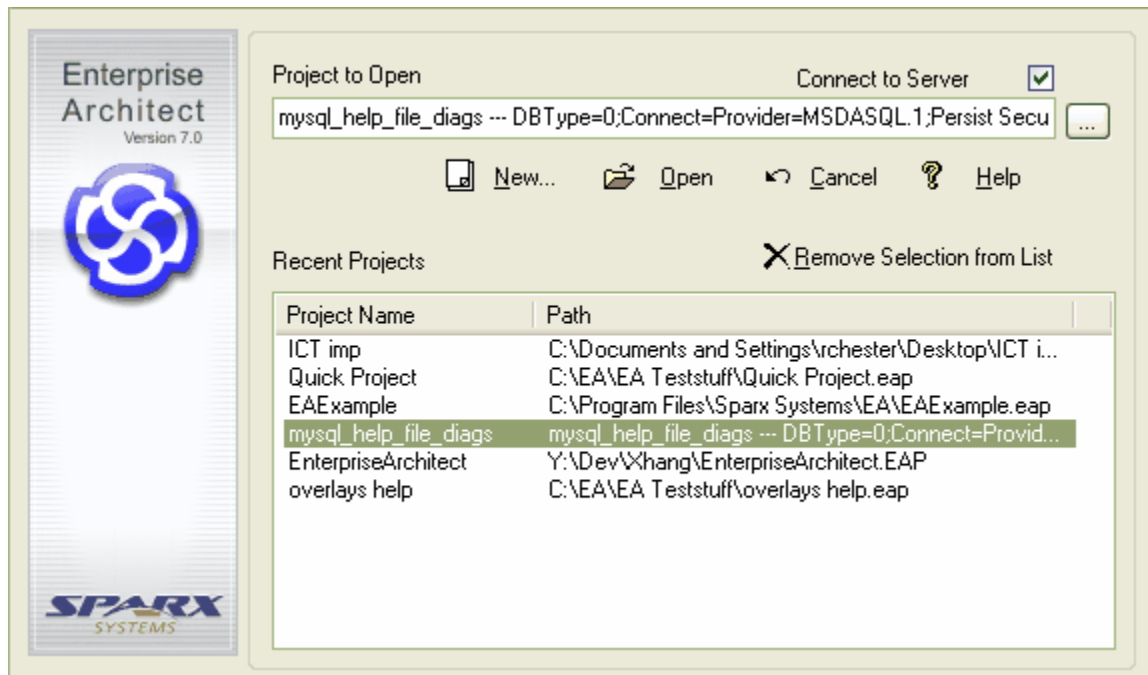 Enterprise
Architect
Version 7.0
Project to Open
Connect to Server
mysql_help_file_diags --- DBType=0;Connect=Provider=MSDASQL.1;Persist Secu
...
New...
Open
Cancel
Help
Recent Projects
Remove Selection from List
Project Name Path
ICT imp C:\Documents and Settings\rchester\Desktop\ICT i...
Quick Project C:\EA\EA Teststuff\Quick Project.eap
EAExample C:\Program Files\Sparx Systems\EA\EAExample.eap
mysql_help_file_diags mysql_help_file_diags --- DBType=0;Connect=Provid...
EnterpriseArchitect Y:\Dev\Xhang\EnterpriseArchitect.EAP
overlays help C:\EA\EA Teststuff\overlays help.eap
SPARX
SYSTEMS